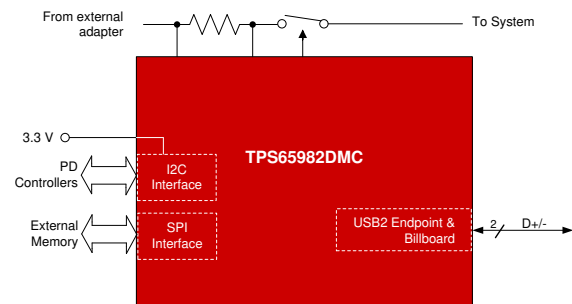 From external
adapter
To System
3.3 V
TPS65982DMC
PD
Controllers
I2C
Interface
External
Memory
SPI
Interface
USB2 Endpoint &
Billboard
2
D+/-